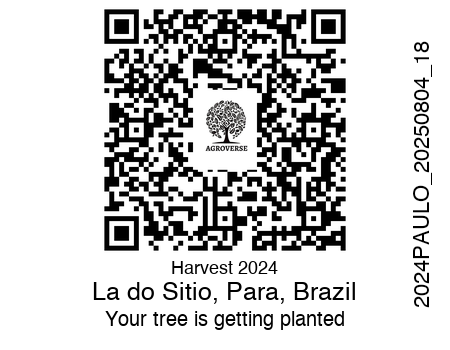 AGROVERSE
Harvest 2024
La do Sitio, Para, Brazil
Your tree is getting planted
2024PAULO_20250804_18